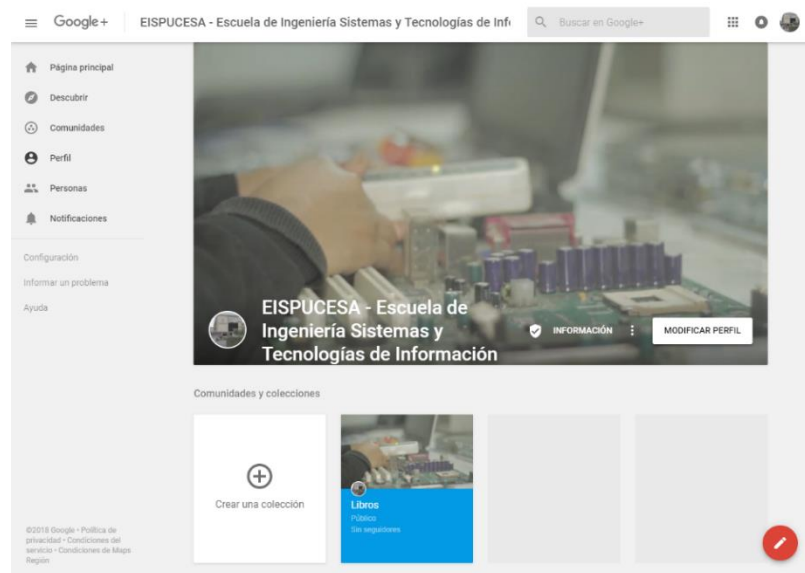 Google+
EISPUCESA - Escuela de Ingeniería Sistemas y Tecnologías de Info
Buscar en Google+
Página principal
Descubrir
Comunidades
Perfil
Personas
Notificaciones
Configuración
Informar un problema
Ayuda
EISPUCESA - Escuela de
Ingeniería Sistemas y
Tecnologías de Información
INFORMACIÓN
MODIFICAR PERFIL
Comunidades y colecciones
Crear una colección
Libros
Público
Sin seguidores
©2018 Google • Política de
privacidad • Condiciones del
servicio • Condiciones de Maps
Región